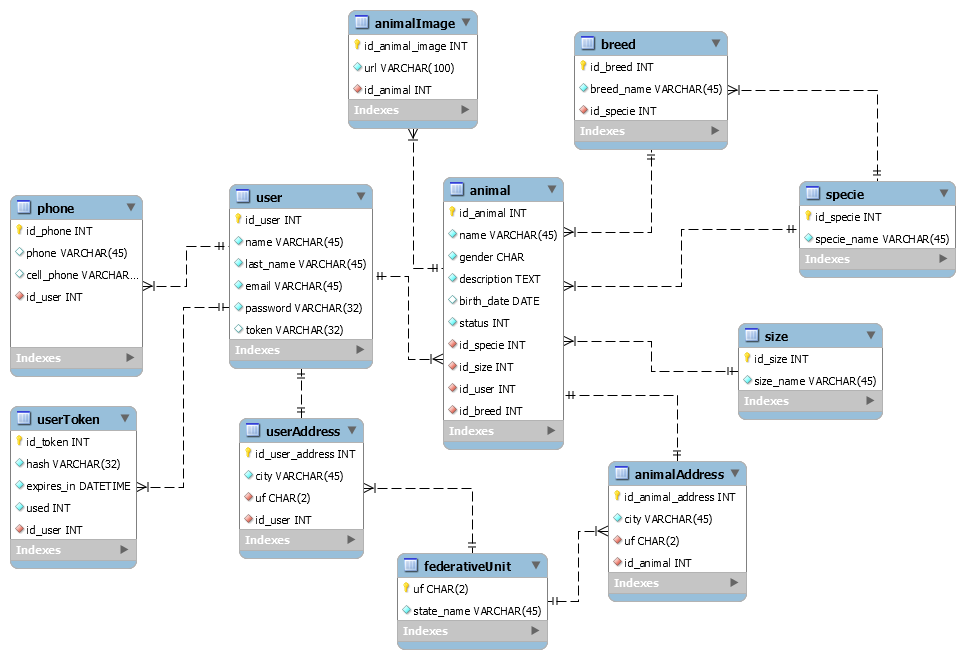 animalImage
id_animal_image INT
url VARCHAR(100)
id_animal INT
Indexes
breed
id_breed INT
breed_name VARCHAR(45)
id_specie INT
Indexes
phone
id_phone INT
phone VARCHAR(45)
cell_phone VARCHAR...
id_user INT
Indexes
user
id_user INT
name VARCHAR(45)
last_name VARCHAR(45)
email VARCHAR(45)
password VARCHAR(32)
token VARCHAR(32)
Indexes
animal
id_animal INT
name VARCHAR(45)
gender CHAR
description TEXT
birth_date DATE
status INT
id_specie INT
id_size INT
id_user INT
id_breed INT
Indexes
specie
id_specie INT
specie_name VARCHAR(45)
Indexes
size
id_size INT
size_name VARCHAR(45)
Indexes
userToken
id_token INT
hash VARCHAR(32)
expires_in DATETIME
used INT
id_user INT
Indexes
userAddress
id_user_address INT
city VARCHAR(45)
uf CHAR(2)
id_user INT
Indexes
animalAddress
id_animal_address INT
city VARCHAR(45)
uf CHAR(2)
id_animal INT
Indexes
federativeUnit
uf CHAR(2)
state_name VARCHAR(45)
Indexes